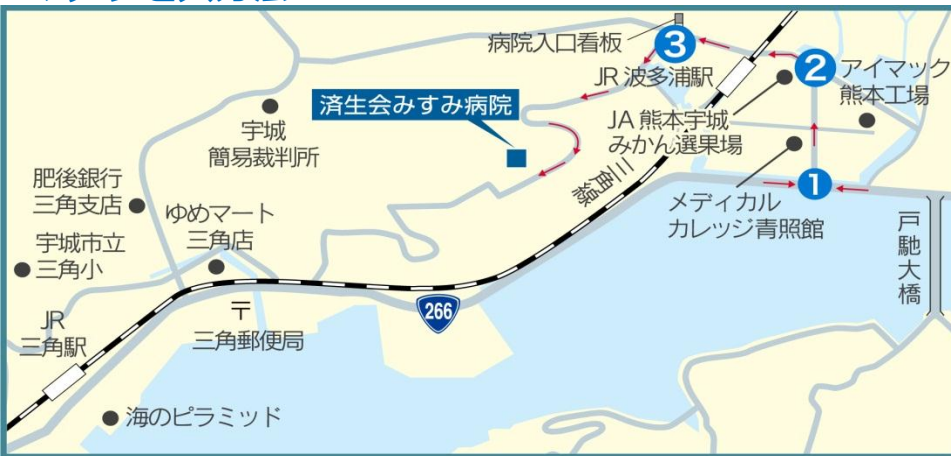 病院入口看板
3
JR 波多浦駅
2
アイマック
熊本工場
済生会みすみ病院
JA 熊本宇城
みかん選果場
宇城
簡易裁判所
三角線
1
肥後銀行
三角支店
ゆめマート
三角店
メディカル
カレッジ青照館
戸馳大橋
宇城市立
三角小
266
〒
三角郵便局
JR
三角駅
海のピラミッド